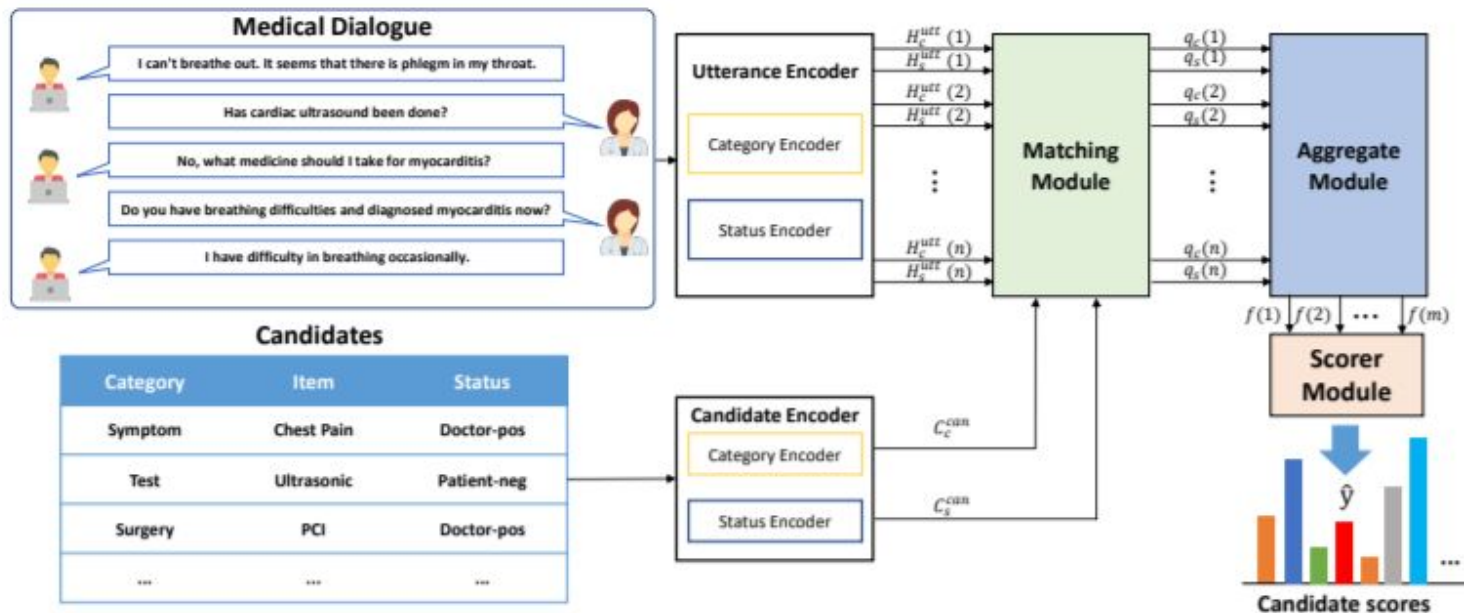 Medical Dialogue
I can't breathe out. It seems that there is phlegm in my throat.
Has cardiac ultrasound been done?
No, what medicine should I take for myocarditis?
Do you have breathing difficulties and diagnosed myocarditis now?
I have difficulty in breathing occasionally.
Candidates
Category Item Status
Symptom Chest Pain Doctor-pos
Test Ultrasonic Patient-neg
Surgery PCI Doctor-pos
... ... ...
Utterance Encoder
Category Encoder
Status Encoder
Candidate Encoder
Category Encoder
Status Encoder
H_c^{utt} (1)
H_s^{utt} (1)
H_c^{utt} (2)
H_s^{utt} (2)
⋮
H_c^{utt} (n)
H_s^{utt} (n)
C_c^{can}
C_s^{can}
Matching
Module
q_c(1)
q_s(1)
q_c(2)
q_s(2)
⋮
q_c(n)
q_s(n)
Aggregate
Module
f(1) f(2) ••• f(m)
Scorer
Module
ŷ
...
Candidate scores